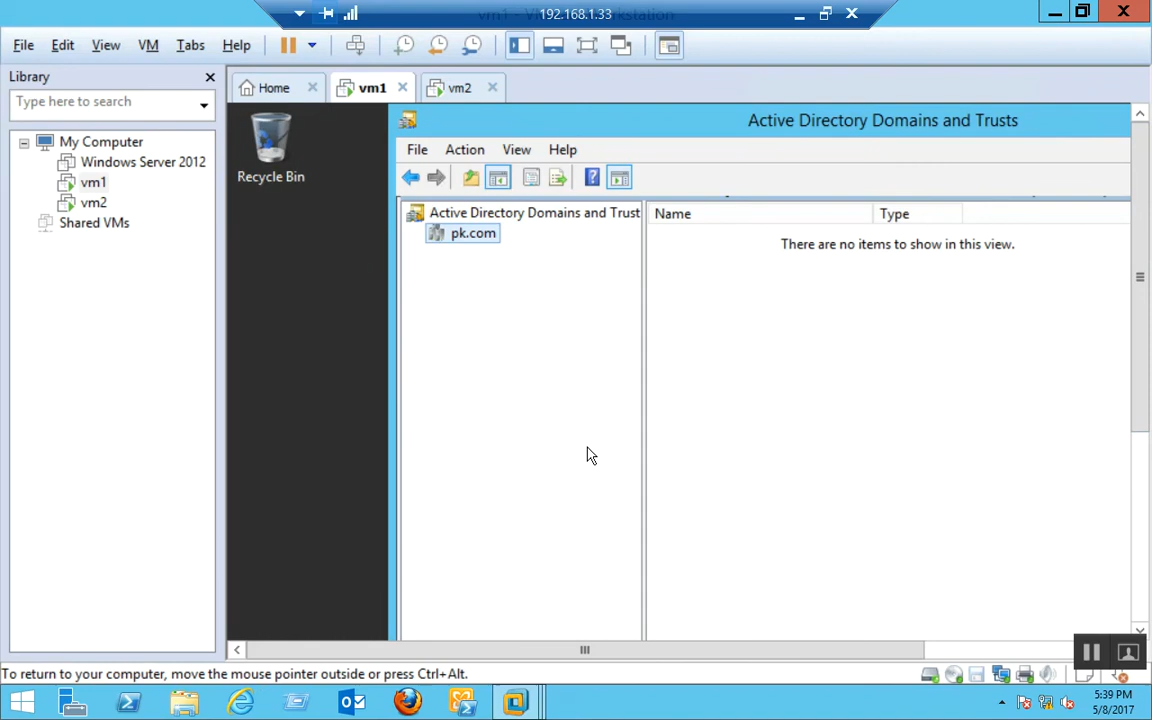 vm1 - VMware Workstation
192.168.1.33
File Edit View VM Tabs Help
Library
Type here to search
My Computer
Windows Server 2012
vm1
vm2
Shared VMs
Home
vm1
vm2
Recycle Bin
Active Directory Domains and Trusts
File Action View Help
Active Directory Domains and Trust
pk.com
Name Type
There are no items to show in this view.
To return to your computer, move the mouse pointer outside or press Ctrl+Alt.
5:39 PM
5/8/2017